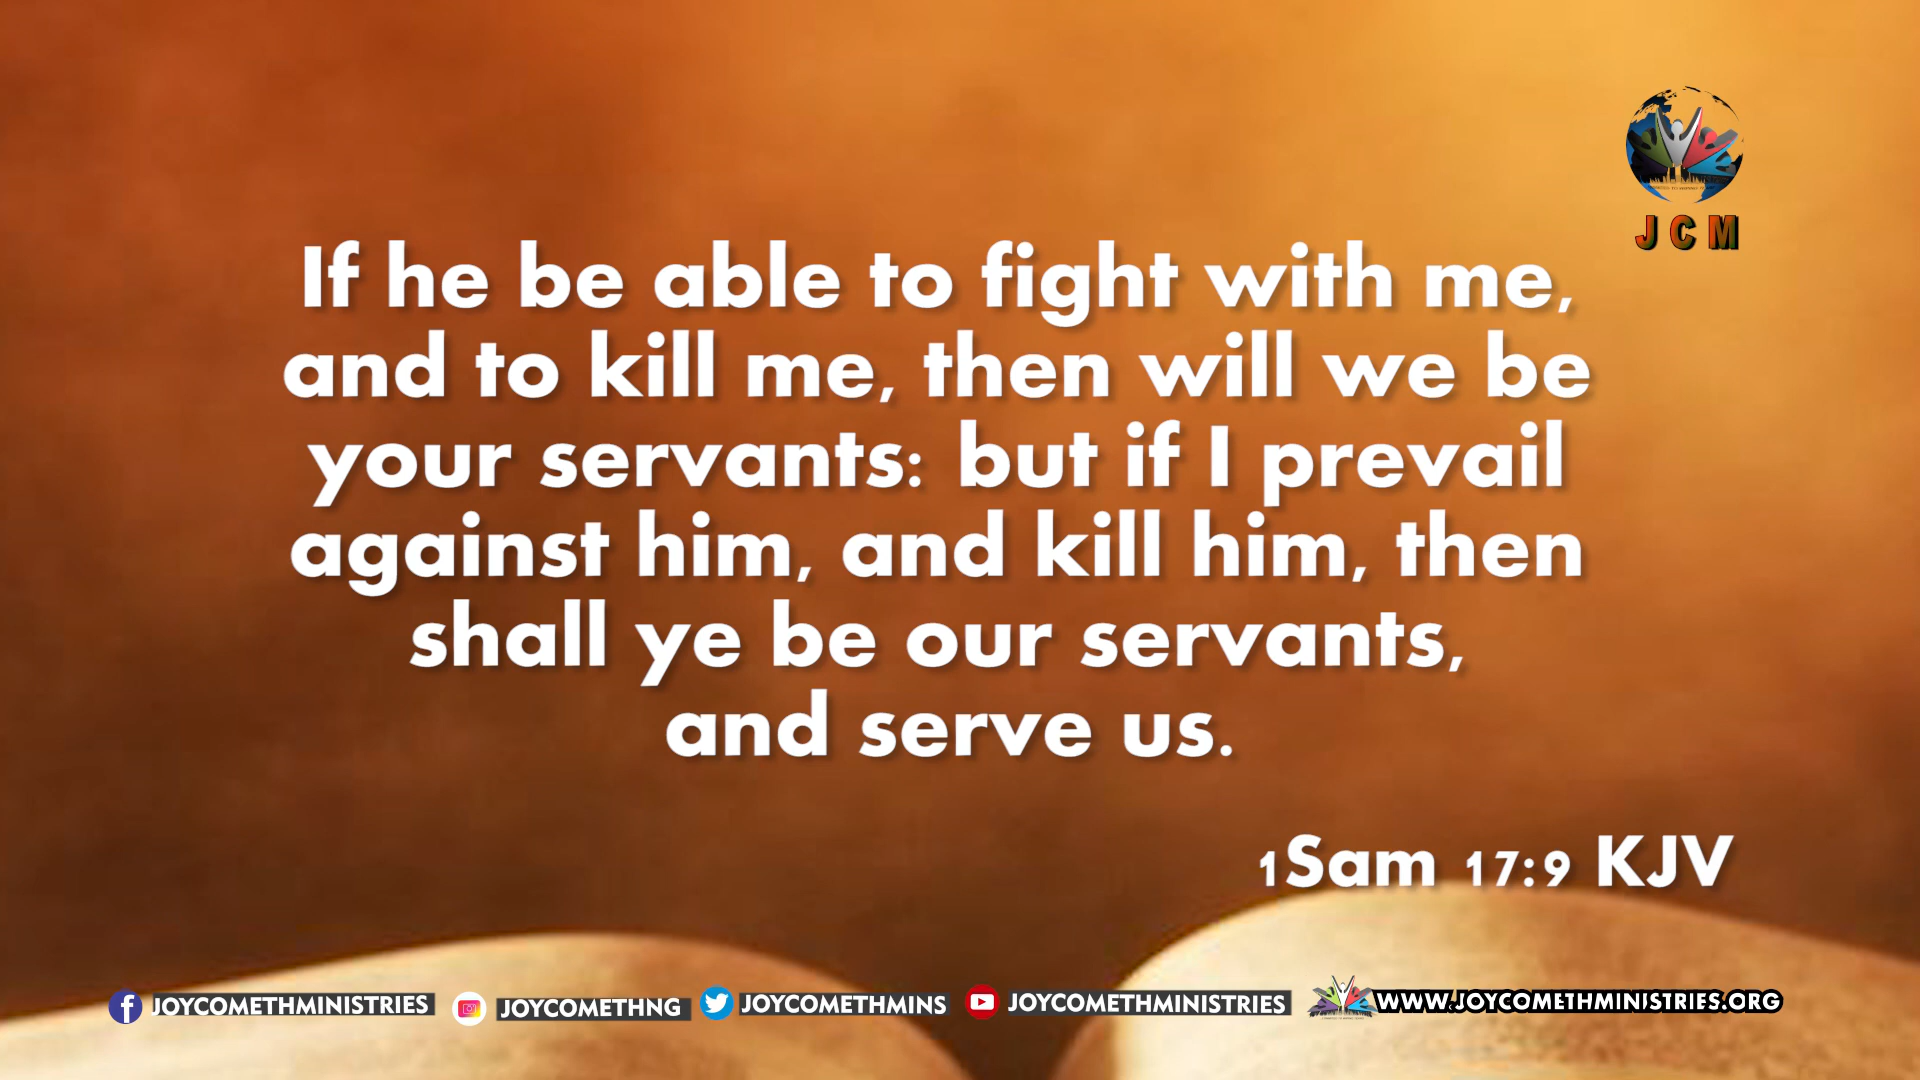 J C M
If he be able to fight with me,
and to kill me, then will we be
your servants: but if I prevail
against him, and kill him, then
shall ye be our servants,
and serve us.
1Sam 17:9 KJV
JOYCOMETHMINISTRIES
JOYCOMETHNG
JOYCOMETHMINS
JOYCOMETHMINISTRIES
WWW.JOYCOMETHMINISTRIES.ORG